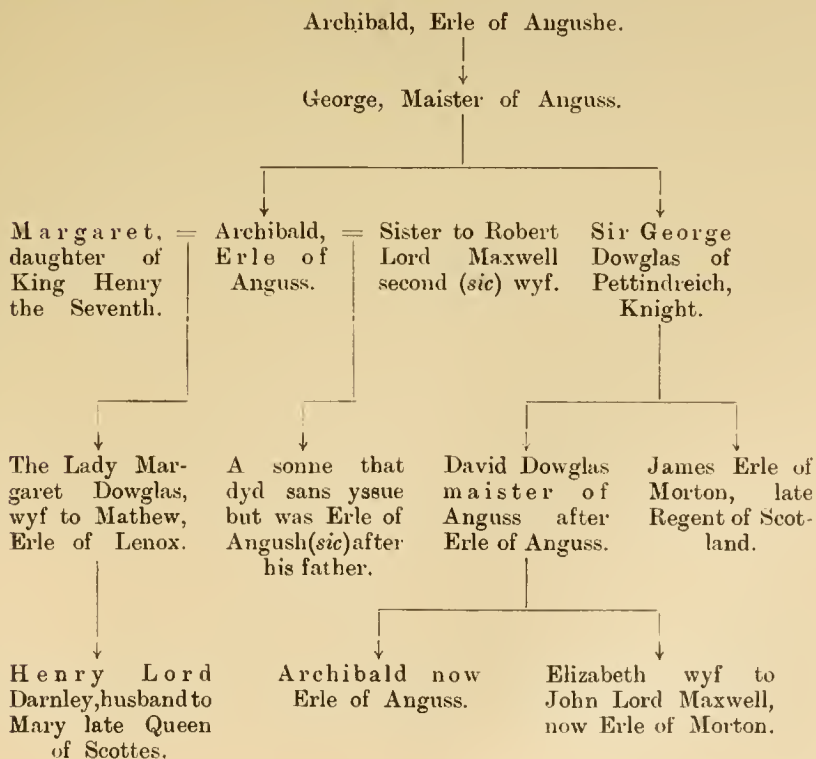 Archibald, Erle of Angushe.
George, Maister of Anguss.
Margaret,
daughter of
King Henry
the Seventh.
=
Archibald,
Erle of
Anguss.
=
Sister to Robert
Lord Maxwell
second (sic) wyf.
Sir George
Dowglas of
Pettindreich,
Knight.
The Lady Mar-
garet Dowglas,
wyf to Mathew,
Erle of Lenox.
A sonne that
dyd sans yssue
but was Erle of
Angush (sic) after
his father.
David Dowglas
maister of
Anguss after
Erle of Anguss.
James Erle of
Morton, late
Regent of Scot-
land.
Henry Lord
Darnley, husband to
Mary late Queen
of Scottes.
Archibald now
Erle of Anguss.
Elizabeth wyf to
John Lord Maxwell,
now Erle of Morton.